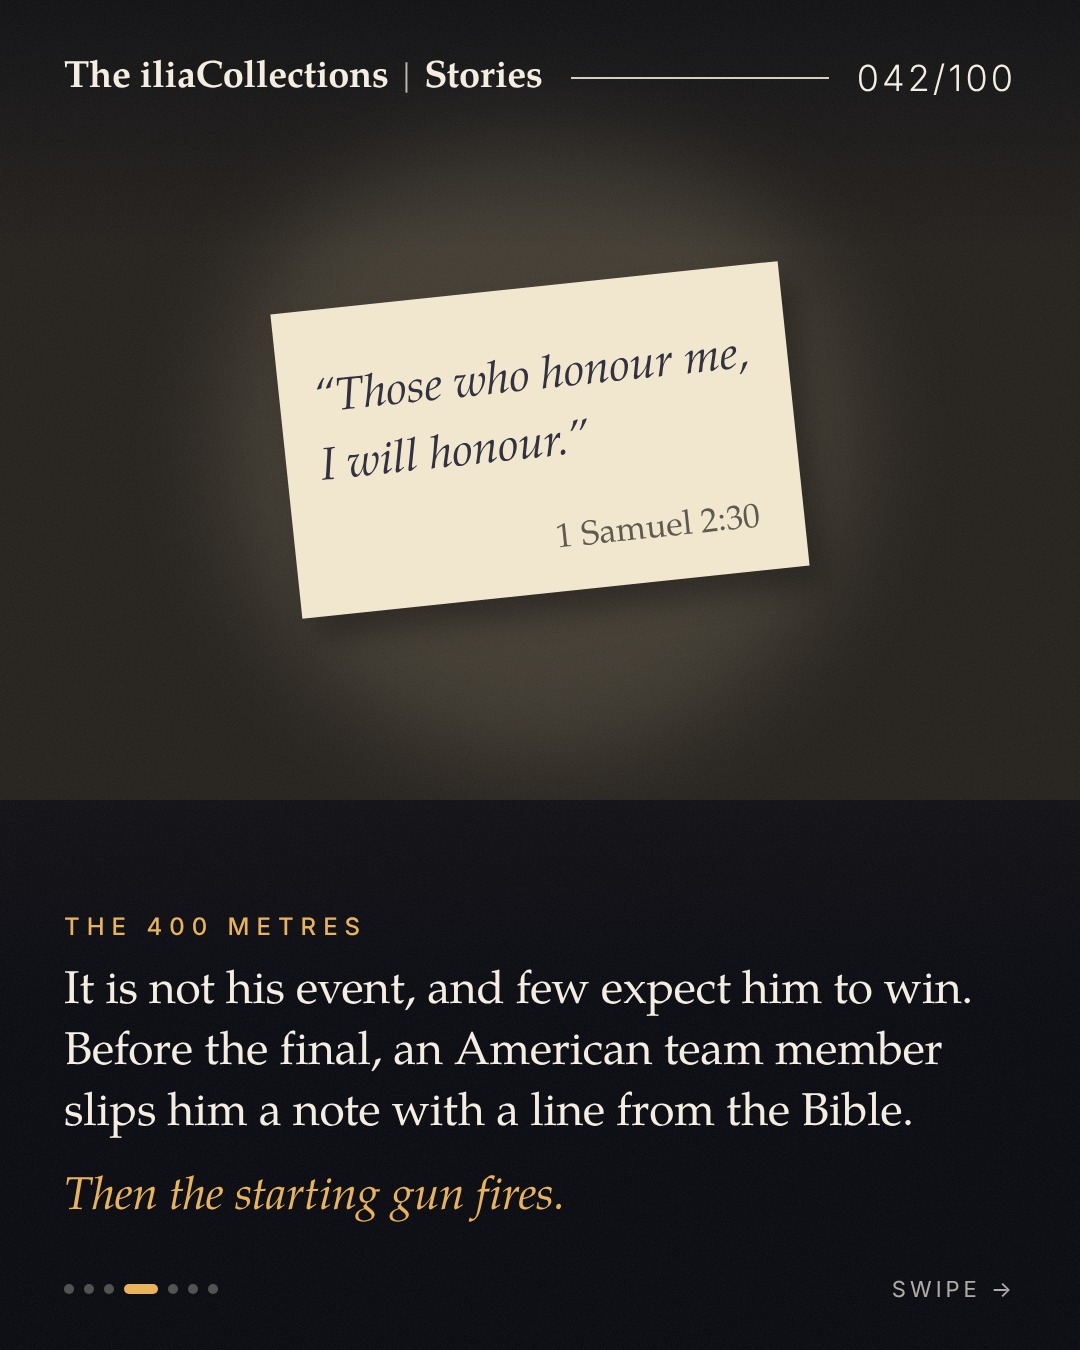 The iliaCollections | Stories 042/100
“Those who honour me,
I will honour.”
1 Samuel 2:30
THE 400 METRES
It is not his event, and few expect him to win.
Before the final, an American team member
slips him a note with a line from the Bible.
Then the starting gun fires.
SWIPE →